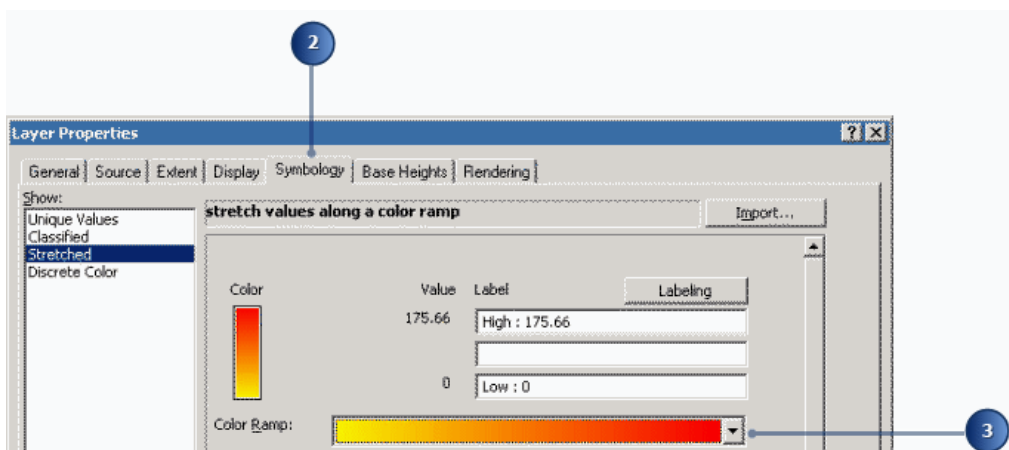 2
Layer Properties
General Source Extent Display Symbology Base Heights Rendering
Show:
Unique Values
Classified
Stretched
Discrete Color
stretch values along a color ramp
Import...
Color Value Label Labeling
175.66 High : 175.66
0 Low : 0
Color Ramp:
3